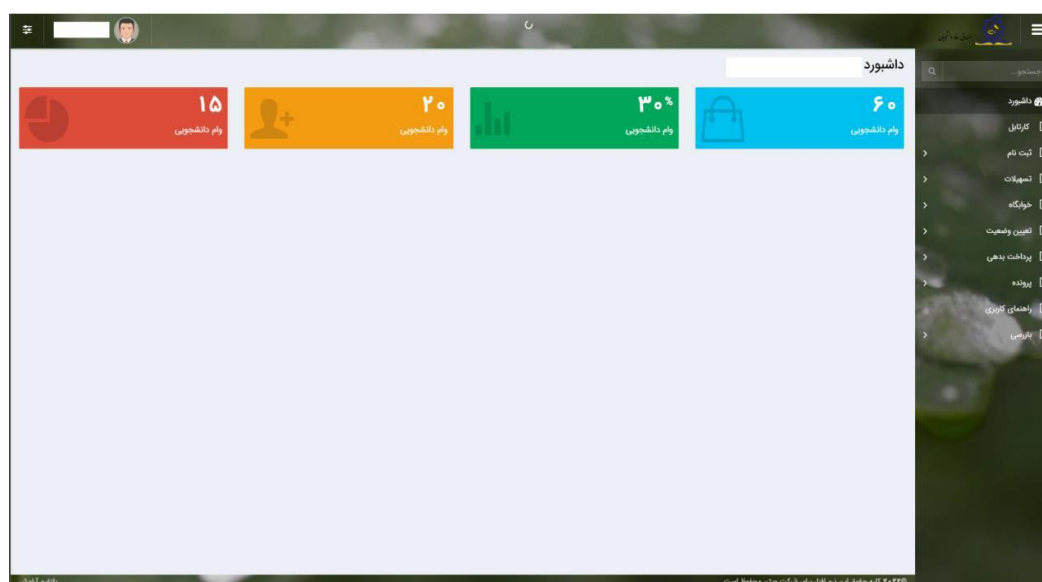 داشبورد
۶۰
وام دانشجویی
۳۰%
وام دانشجویی
۲۰
وام دانشجویی
۱۵
وام دانشجویی
جستجو...
داشبورد
کارتابل
ثبت نام
تسهیلات
خوابگاه
تعیین وضعیت
پرداخت بدهی
پرونده
راهنمای کاربری
بازرسی